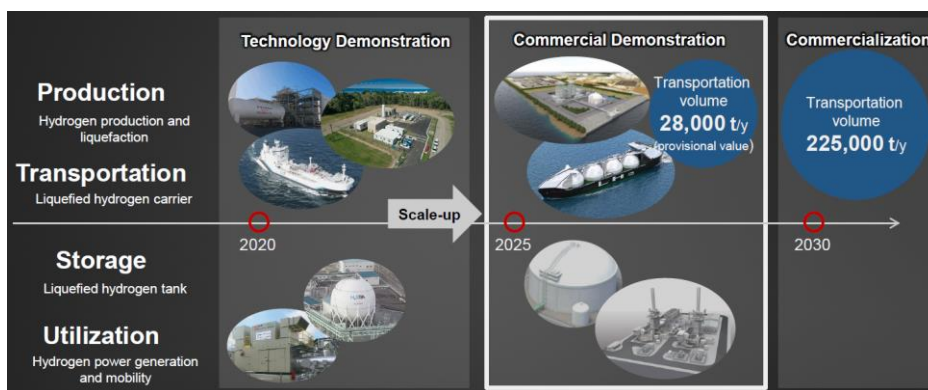 Technology Demonstration
Commercial Demonstration
Commercialization
Production
Hydrogen production and
liquefaction
Transportation
volume
28,000 t/y
(provisional value)
Transportation
volume
225,000 t/y
Transportation
Liquefied hydrogen carrier
LH2
Scale-up
2020
2025
2030
Storage
Liquefied hydrogen tank
Utilization
Hydrogen power generation
and mobility